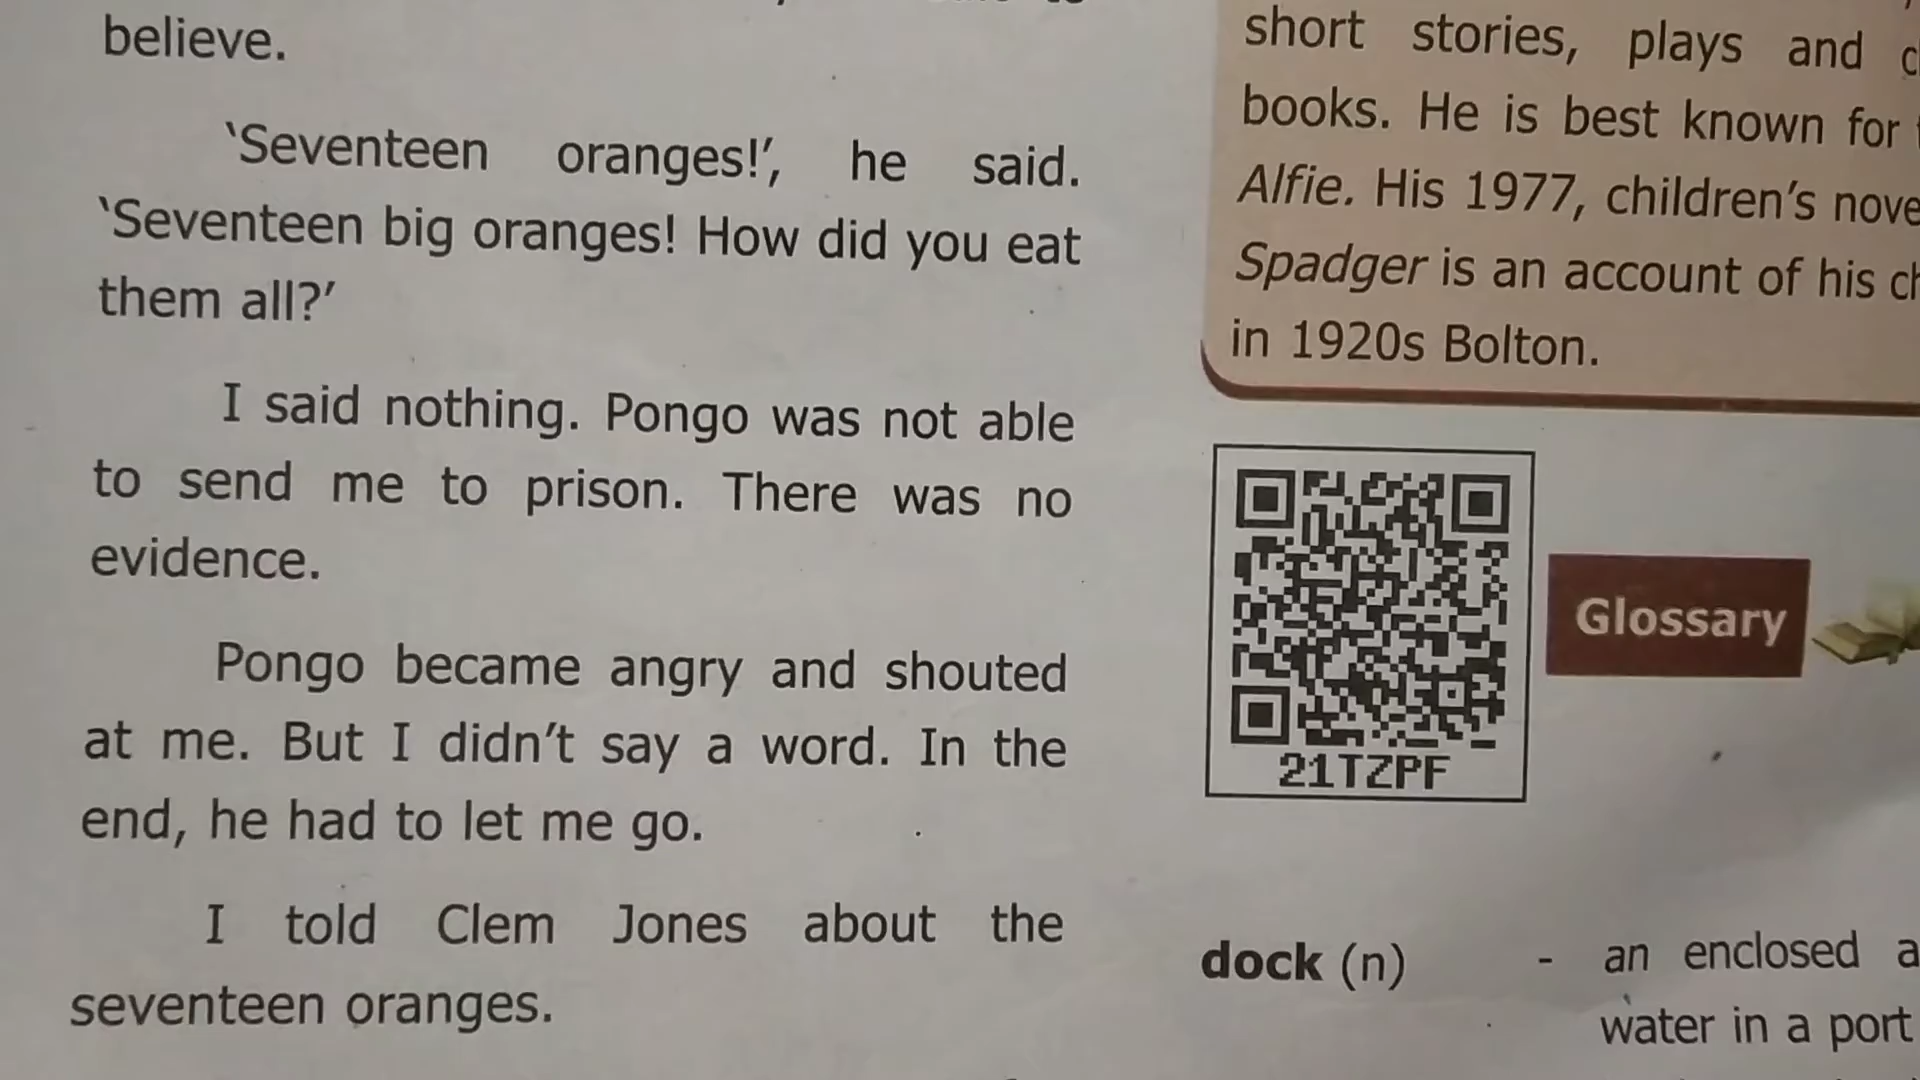 believe.
‘Seventeen oranges!’, he said.
‘Seventeen big oranges! How did you eat
them all?’
I said nothing. Pongo was not able
to send me to prison. There was no
evidence.
Pongo became angry and shouted
at me. But I didn’t say a word. In the
end, he had to let me go.
I told Clem Jones about the
seventeen oranges.
short stories, plays and
books. He is best known for
Alfie. His 1977, children’s
Spadger is an account of his
in 1920s Bolton.
21TZPF
Glossary
dock (n) - an enclosed
water in a port